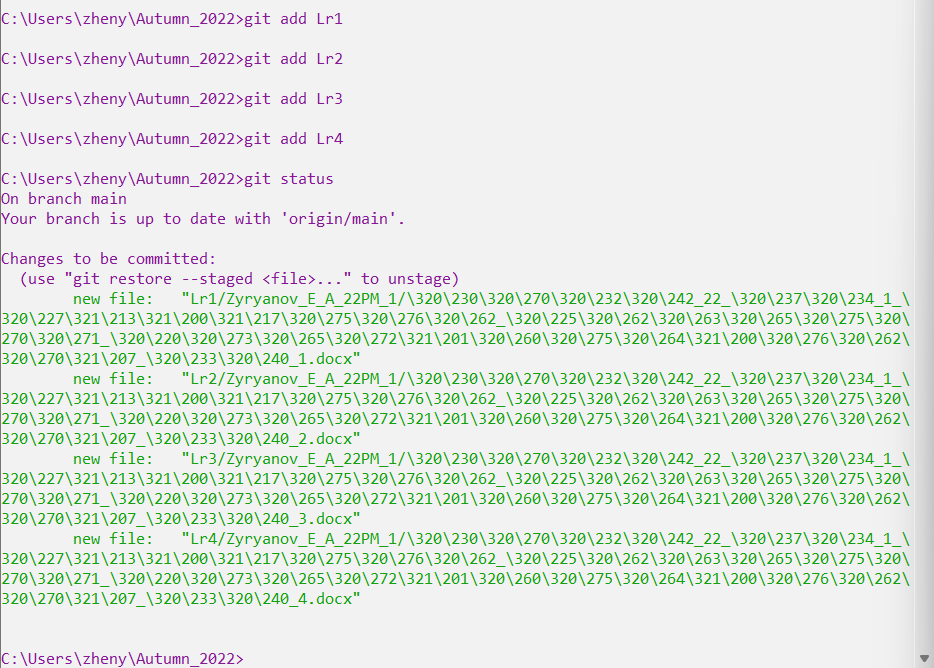 C:\Users\zheny\Autumn_2022>git add Lr1
C:\Users\zheny\Autumn_2022>git add Lr2
C:\Users\zheny\Autumn_2022>git add Lr3
C:\Users\zheny\Autumn_2022>git add Lr4
C:\Users\zheny\Autumn_2022>git status
On branch main
Your branch is up to date with 'origin/main'.
Changes to be committed:
  (use "git restore --staged <file>..." to unstage)
        new file:   "Lr1/Zyryanov_E_A_22PM_1/\320\230\320\270\320\232\320\242_22_\320\237\320\234_1_\
320\227\321\213\321\200\321\217\320\275\320\276\320\262_\320\225\320\262\320\263\320\265\320\275\320\
270\320\271_\320\220\320\273\320\265\320\272\321\201\320\260\320\275\320\264\321\200\320\276\320\262\
320\270\321\207_\320\233\320\240_1.docx"
        new file:   "Lr2/Zyryanov_E_A_22PM_1/\320\230\320\270\320\232\320\242_22_\320\237\320\234_1_\
320\227\321\213\321\200\321\217\320\275\320\276\320\262_\320\225\320\262\320\263\320\265\320\275\320\
270\320\271_\320\220\320\273\320\265\320\272\321\201\320\260\320\275\320\264\321\200\320\276\320\262\
320\270\321\207_\320\233\320\240_2.docx"
        new file:   "Lr3/Zyryanov_E_A_22PM_1/\320\230\320\270\320\232\320\242_22_\320\237\320\234_1_\
320\227\321\213\321\200\321\217\320\275\320\276\320\262_\320\225\320\262\320\263\320\265\320\275\320\
270\320\271_\320\220\320\273\320\265\320\272\321\201\320\260\320\275\320\264\321\200\320\276\320\262\
320\270\321\207_\320\233\320\240_3.docx"
        new file:   "Lr4/Zyryanov_E_A_22PM_1/\320\230\320\270\320\232\320\242_22_\320\237\320\234_1_\
320\227\321\213\321\200\321\217\320\275\320\276\320\262_\320\225\320\262\320\263\320\265\320\275\320\
270\320\271_\320\220\320\273\320\265\320\272\321\201\320\260\320\275\320\264\321\200\320\276\320\262\
320\270\321\207_\320\233\320\240_4.docx"
C:\Users\zheny\Autumn_2022>